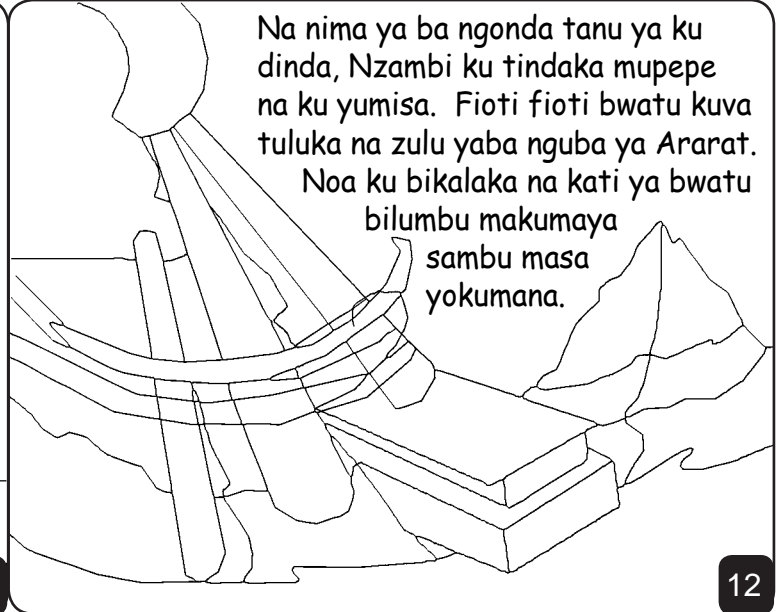 Na nima ya ba ngonda tanu ya ku
dinda, Nzambi ku tindaka mupepe
na ku yumisa. Fioti fioti bwatu kuva
tuluka na zulu yaba nguba ya Ararat.
Noa ku bikalaka na kati ya bwatu
bilumbu makumaya
sambu masa
yokumana.
12